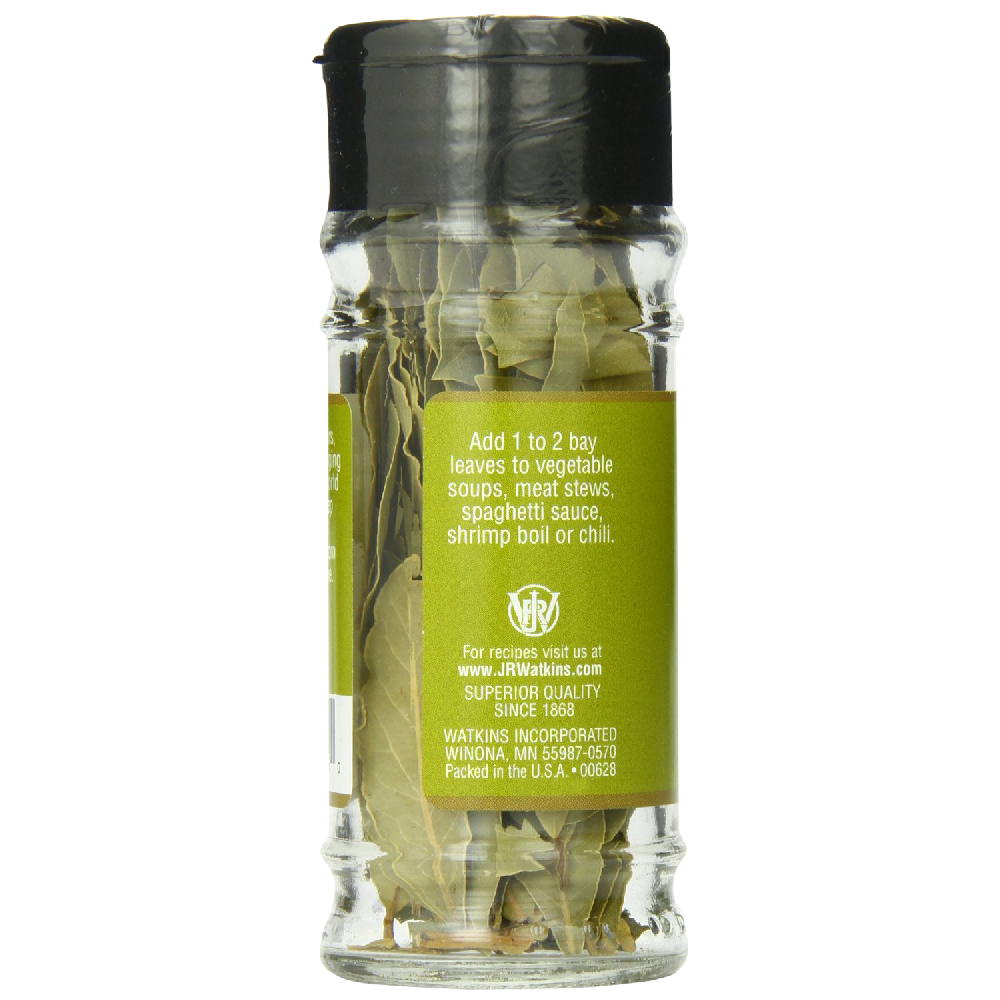 Add 1 to 2 bay
leaves to vegetable
soups, meat stews,
spaghetti sauce,
shrimp boil or chili.
For recipes visit us at
www.JRWatkins.com
SUPERIOR QUALITY
SINCE 1868
WATKINS INCORPORATED
WINONA, MN 55987-0570
Packed in the U.S.A. • 00628